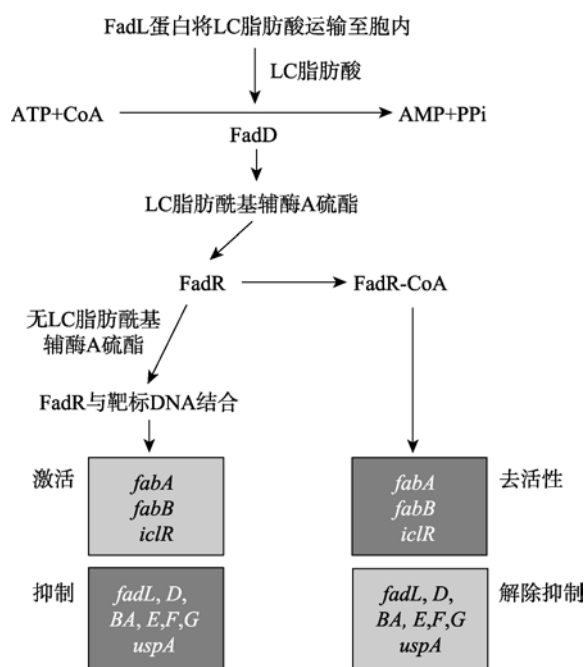 FadL蛋白将LC脂肪酸运输至胞内
LC脂肪酸
ATP+CoA
AMP+PPi
FadD
LC脂肪酰基辅酶A硫酯
FadR
FadR-CoA
无LC脂肪酰基
辅酶A硫酯
FadR与靶标DNA结合
激活
fabA
fabB
iclR
fabA
fabB
iclR
去活性
抑制
fadL, D,
BA, E,F,G
uspA
fadL, D,
BA, E,F,G
uspA
解除抑制